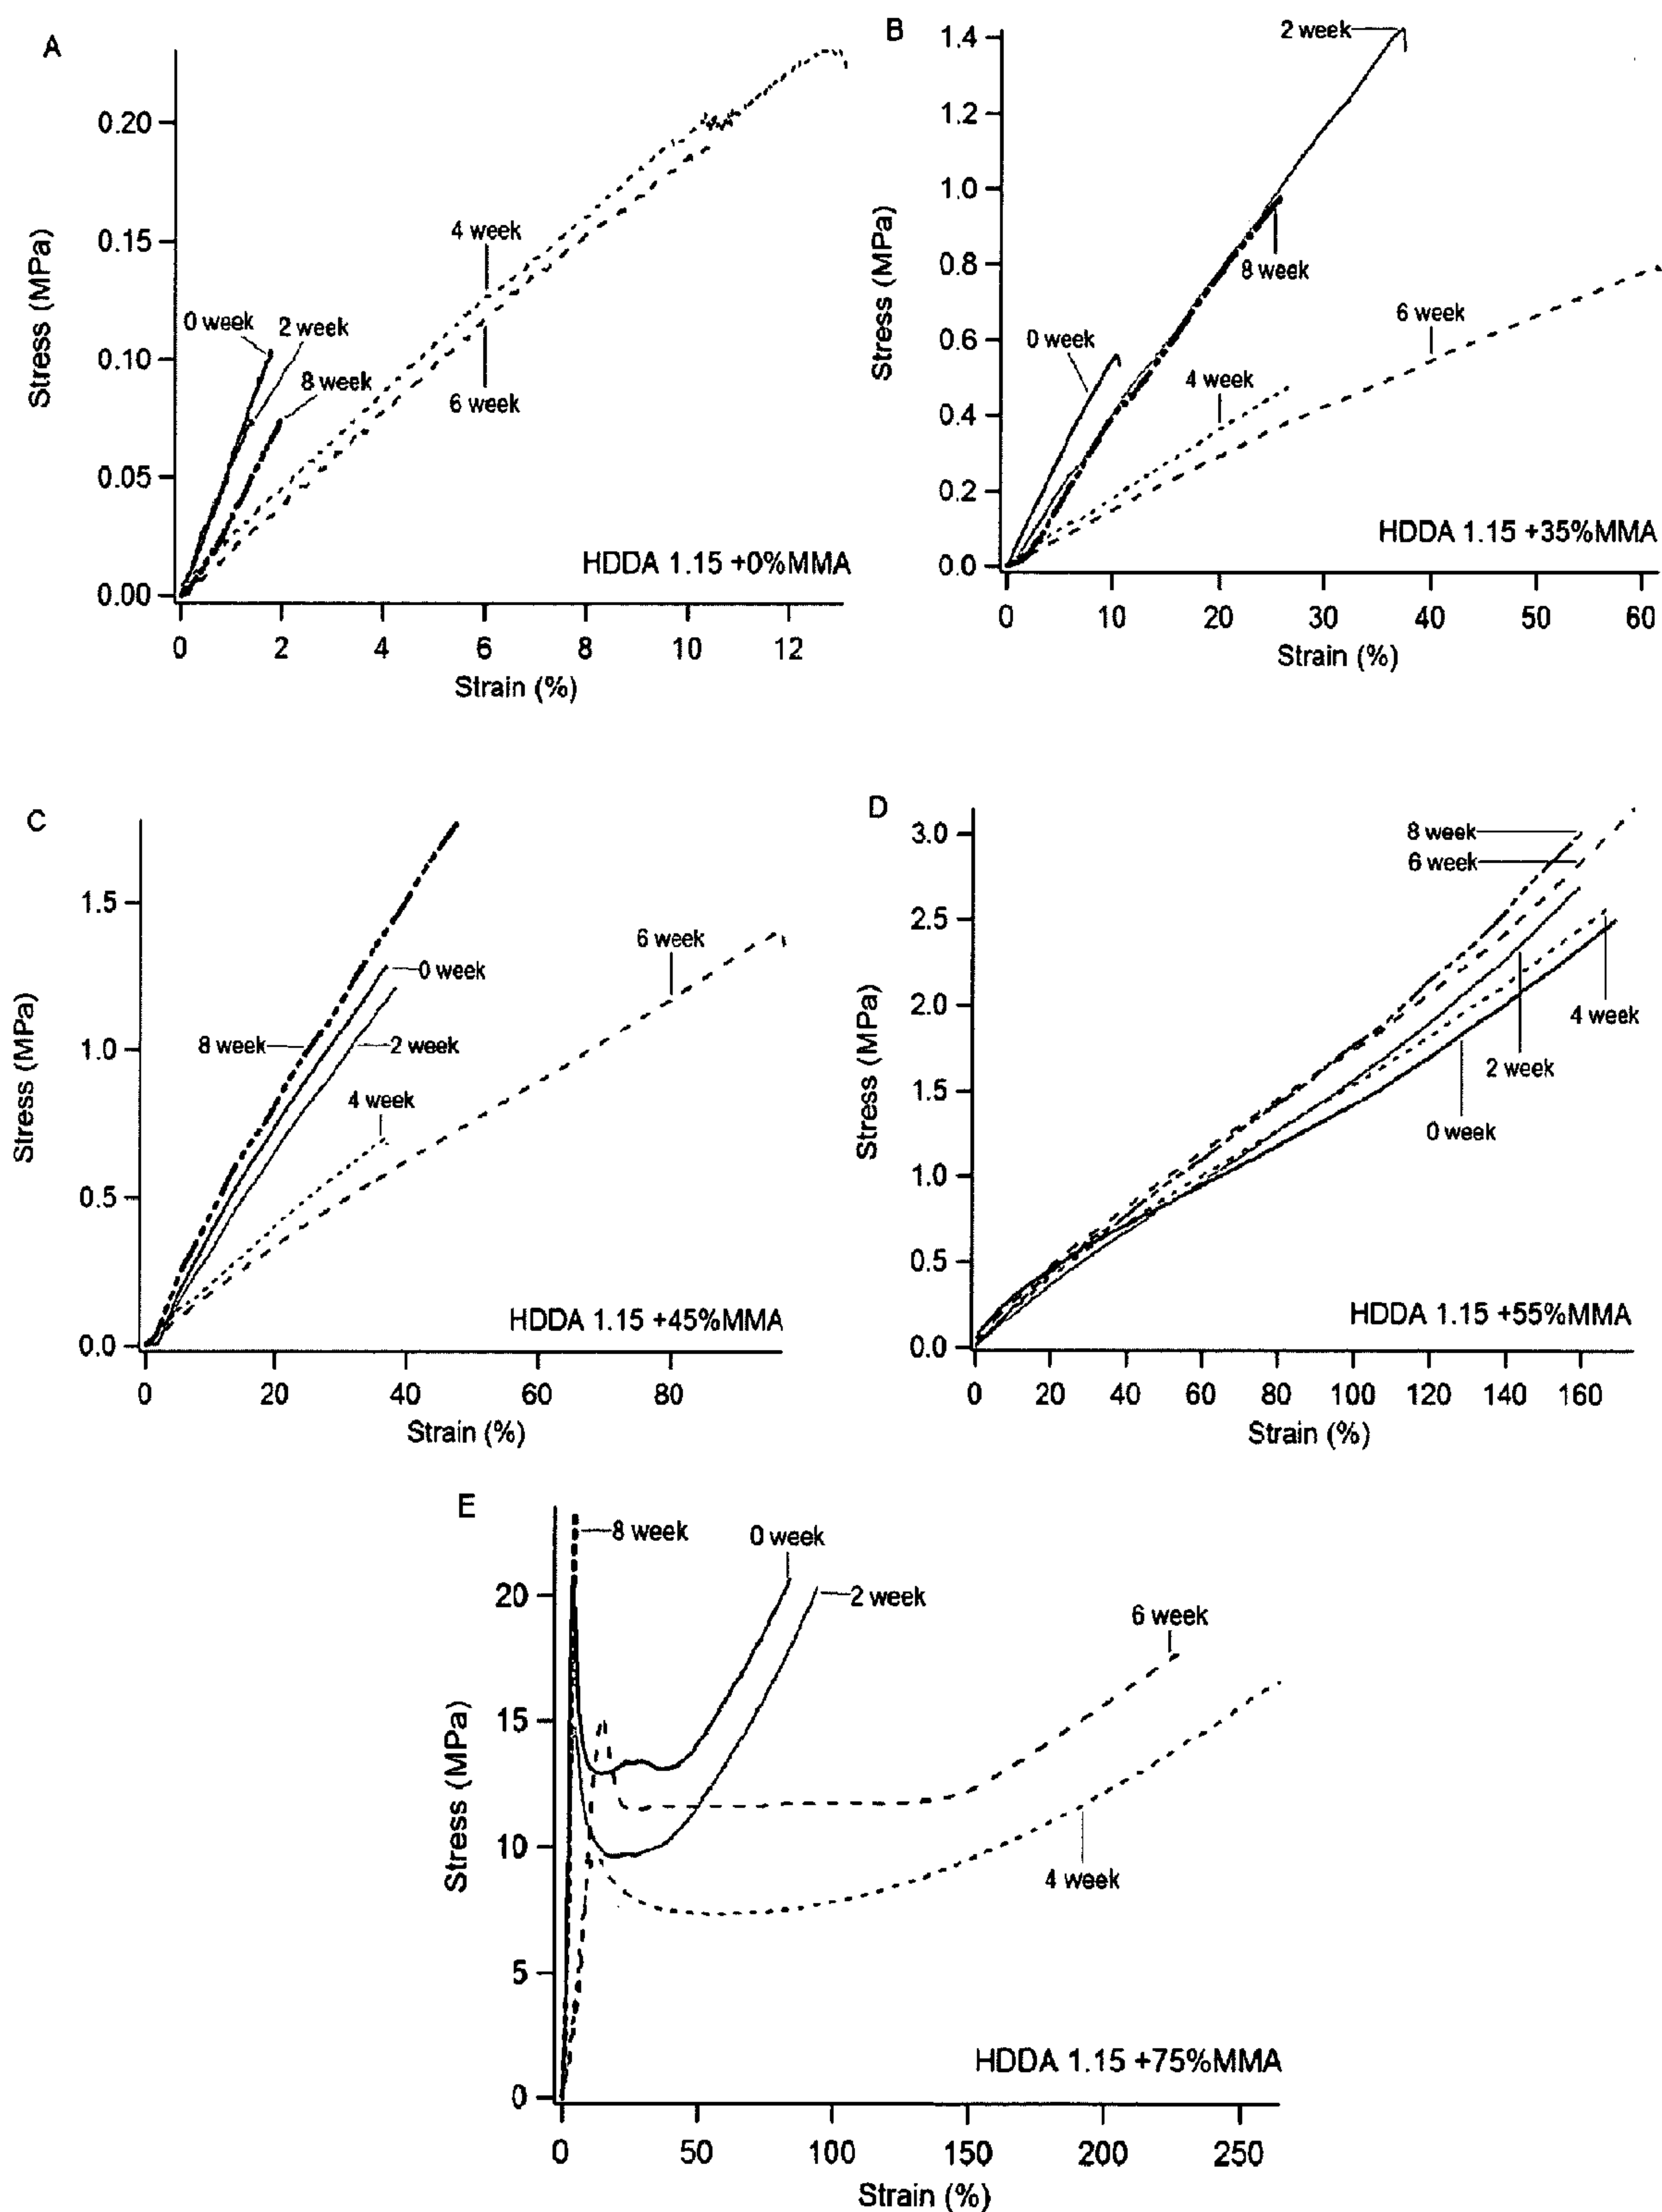 A
Stress (MPa)
0.20
0.15
0.10
0.05
0.00
0 week
2 week
8 week
4 week
6 week
HDDA 1.15 +0%MMA
0 2 4 6 8 10 12
Strain (%)
B
Stress (MPa)
1.4
1.2
1.0
0.8
0.6
0.4
0.2
0.0
2 week
8 week
6 week
0 week
4 week
HDDA 1.15 +35%MMA
0 10 20 30 40 50 60
Strain (%)
C
Stress (MPa)
1.5
1.0
0.5
0.0
6 week
0 week
8 week
2 week
4 week
HDDA 1.15 +45%MMA
0 20 40 60 80
Strain (%)
D
Stress (MPa)
3.0
2.5
2.0
1.5
1.0
0.5
0.0
8 week
6 week
4 week
2 week
0 week
HDDA 1.15 +55%MMA
0 20 40 60 80 100 120 140 160
Strain (%)
E
Stress (MPa)
20
15
10
5
0
8 week
0 week
2 week
6 week
4 week
HDDA 1.15 +75%MMA
0 50 100 150 200 250
Strain (%)